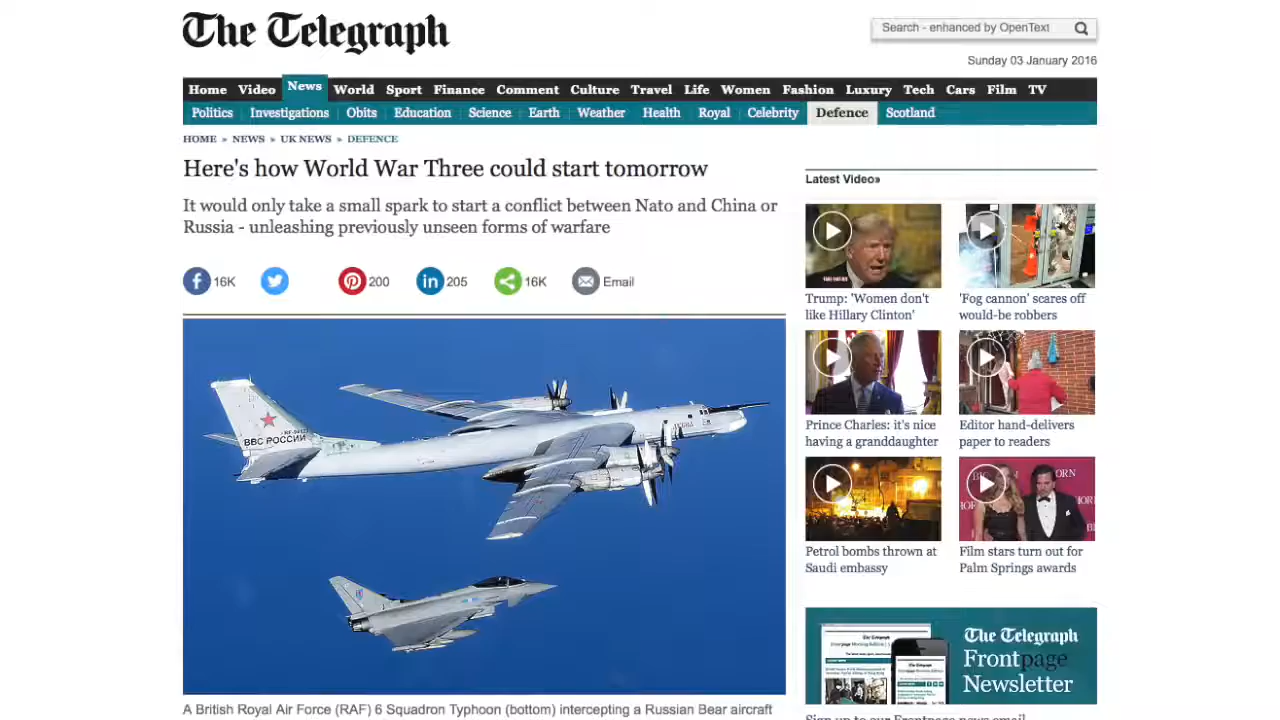 The Telegraph
Search - enhanced by OpenText
Sunday 03 January 2016
Home Video News World Sport Finance Comment Culture Travel Life Women Fashion Luxury Tech Cars Film TV
Politics Investigations Obits Education Science Earth Weather Health Royal Celebrity Defence Scotland
HOME » NEWS » UK NEWS » DEFENCE
Here's how World War Three could start tomorrow
It would only take a small spark to start a conflict between Nato and China or
Russia - unleashing previously unseen forms of warfare
16K 200 205 16K Email
ВВС РОССИИ
A British Royal Air Force (RAF) 6 Squadron Typhoon (bottom) intercepting a Russian Bear aircraft
Latest Video»
Trump: 'Women don't
like Hillary Clinton'
'Fog cannon' scares off
would-be robbers
Prince Charles: it's nice
having a granddaughter
Editor hand-delivers
paper to readers
Petrol bombs thrown at
Saudi embassy
Film stars turn out for
Palm Springs awards
The Telegraph
Frontpage
Newsletter
Sign up to our Frontpage news email